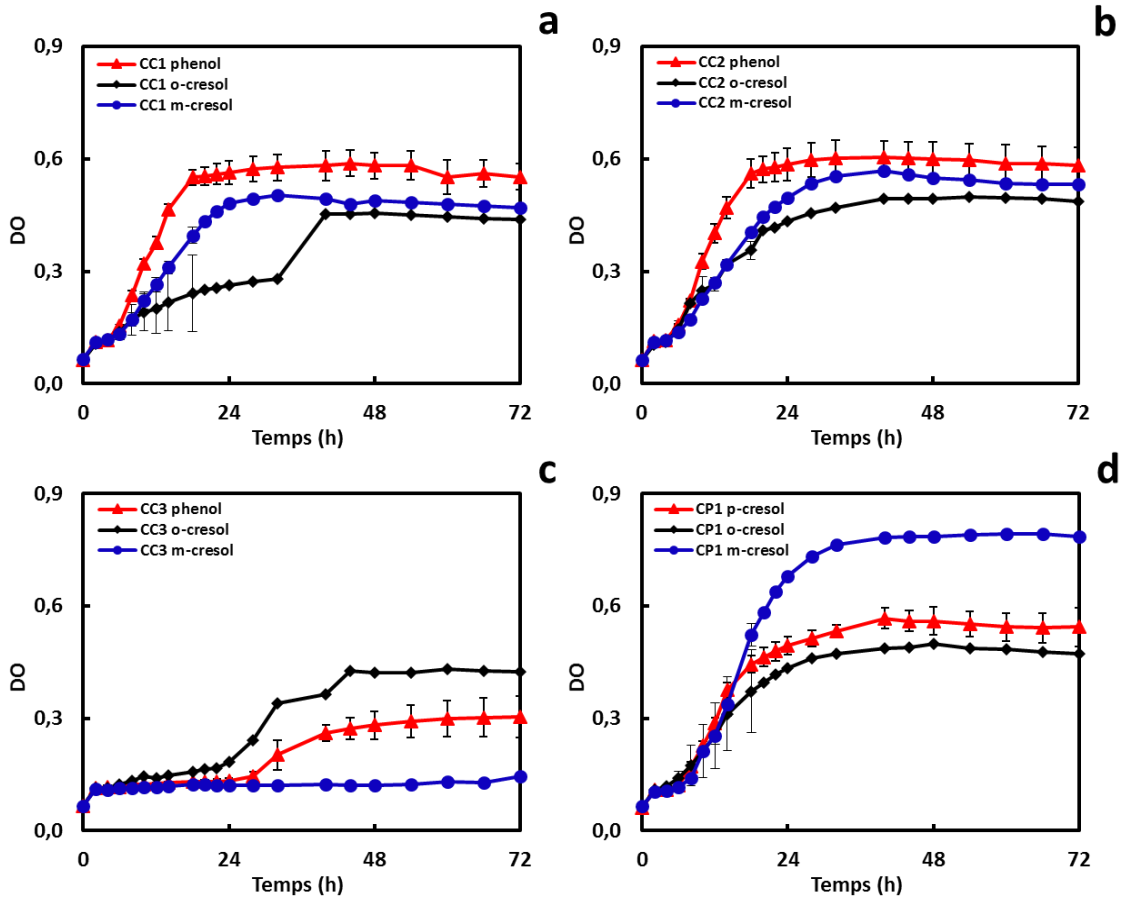 a
0,9
CC1 phenol
CC1 o-cresol
CC1 m-cresol
0,6
DO
0,3
0,0
0 24 48 72
Temps (h)
b
0,9
CC2 phenol
CC2 o-cresol
CC2 m-cresol
0,6
DO
0,3
0,0
0 24 48 72
Temps (h)
c
0,9
CC3 phenol
CC3 o-cresol
CC3 m-cresol
0,6
DO
0,3
0,0
0 24 48 72
Temps (h)
d
0,9
CP1 p-cresol
CP1 o-cresol
CP1 m-cresol
0,6
DO
0,3
0,0
0 24 48 72
Temps (h)